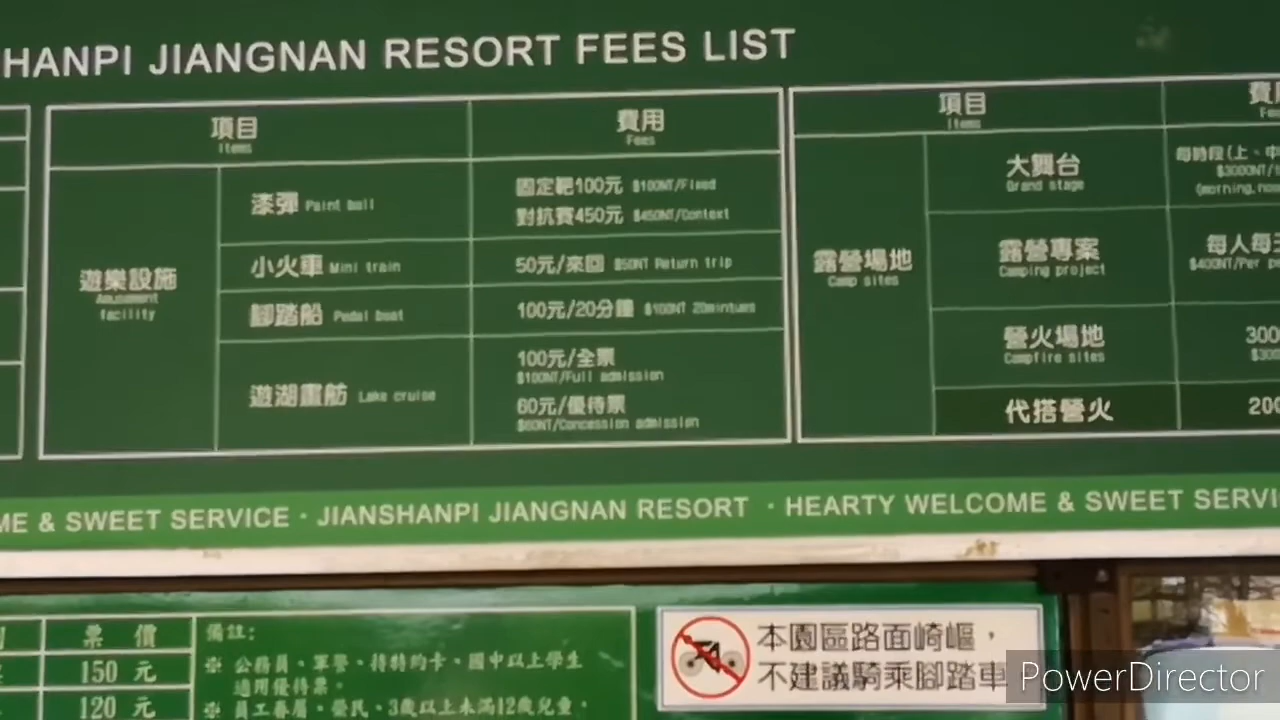 HANPI JIANGNAN RESORT FEES LIST
項目
Items
費用
Fees
遊樂設施
Amusement
facility
漆彈 Paint ball
固定靶100元 $100NT/Fixed
對抗賽450元 $450NT/Context
小火車 Mini train
50元/來回 $50NT Return trip
腳踏船 Pedal boat
100元/20分鐘 $100NT 20mintues
遊湖畫舫 Lake cruise
100元/全票
$100NT/Full admission
60元/優待票
$60NT/Concession admission
項目
Items
費
露營場地
Camp sites
大舞台
Grand stage
每時段(上、中
$3000NT/
(morning,
露營專案
Camping project
每人每
$400NT/Per
營火場地
Campfire sites
300
$300
代搭營火
200
ME & SWEET SERVICE · JIANSHANPI JIANGNAN RESORT · HEARTY WELCOME & SWEET SERVI
票 價
150 元
120 元
備註:
※ 公務員、軍警、持特約卡、國中以上學生
適用優待票。
※ 員工眷屬、榮民、3歲以上未滿12歲兒童,
本園區路面崎嶇,
不建議騎乘腳踏車
PowerDirector